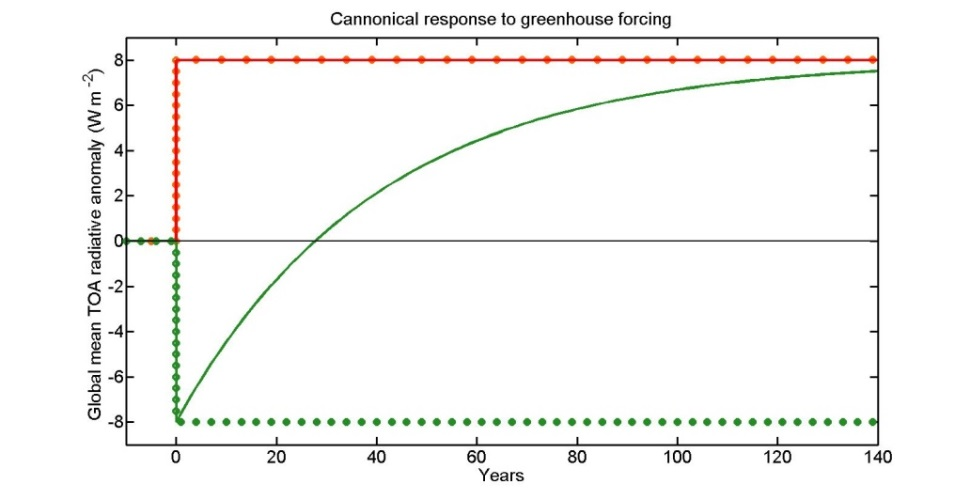 Cannonical response to greenhouse forcing
Global mean TOA radiative anomaly (W m⁻²)
8
6
4
2
0
-2
-4
-6
-8
0 20 40 60 80 100 120 140
Years